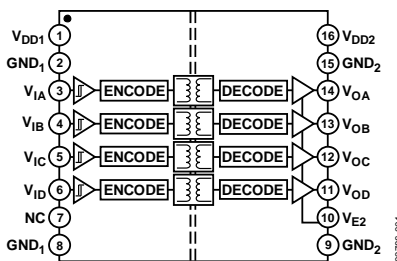 VDD1 1 16 VDD2
GND1 2 15 GND2
VIA 3 ENCODE DECODE 14 VOA
VIB 4 ENCODE DECODE 13 VOB
VIC 5 ENCODE DECODE 12 VOC
VID 6 ENCODE DECODE 11 VOD
NC 7 10 VE2
GND1 8 9 GND2